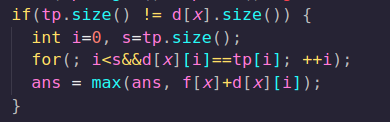 if(tp.size() != d[x].size()) {
int i=0, s=tp.size();
for(; i<s&&d[x][i]==tp[i]; ++i);
ans = max(ans, f[x]+d[x][i]);
}